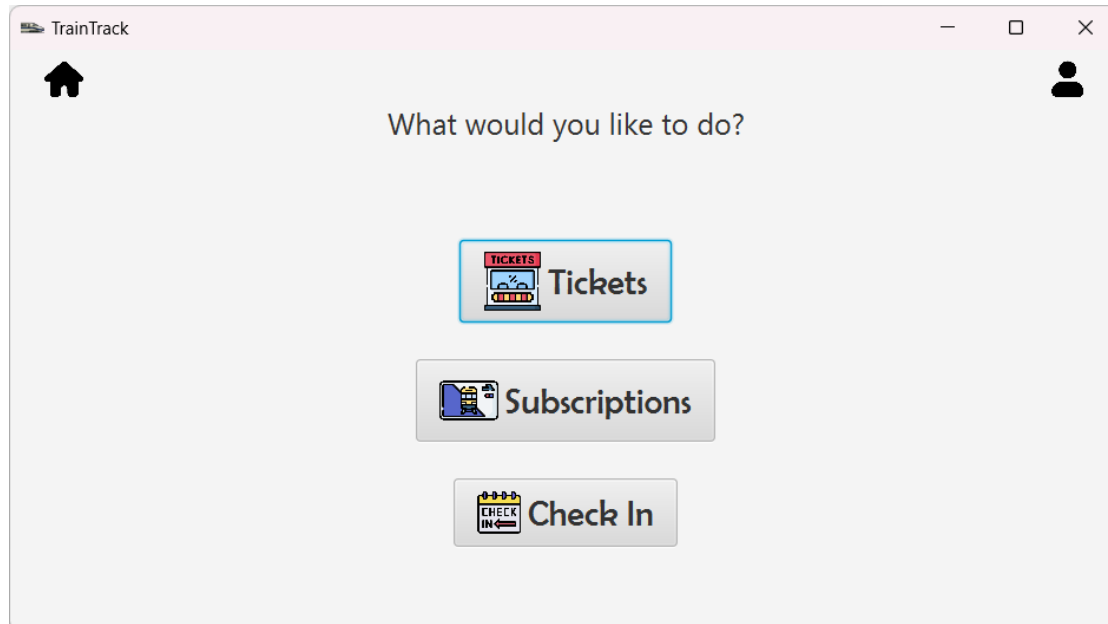 TrainTrack
What would you like to do?
TICKETS
Tickets
Subscriptions
CHECK
IN
Check In